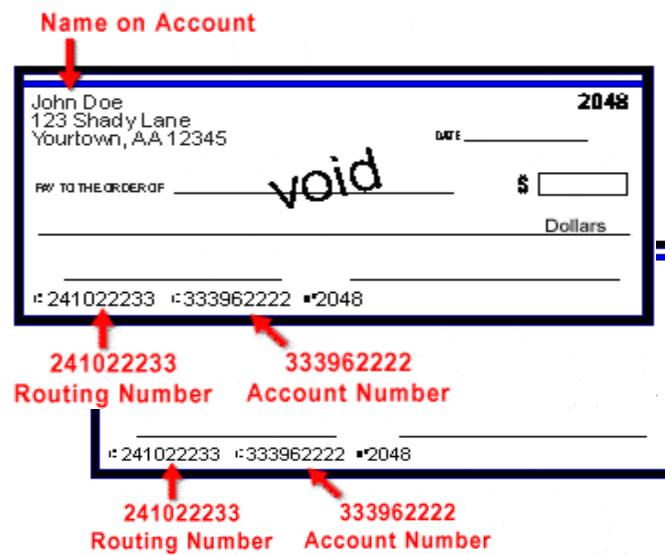 Name on Account
John Doe 2048
123 Shady Lane
Yourtown, AA 12345 DATE
void
PAY TO THE ORDER OF $
Dollars
⑆241022233 ⑆333962222 ⑈2048
241022233 333962222
Routing Number Account Number
⑆241022233 ⑆333962222 ⑈2048
241022233 333962222
Routing Number Account Number